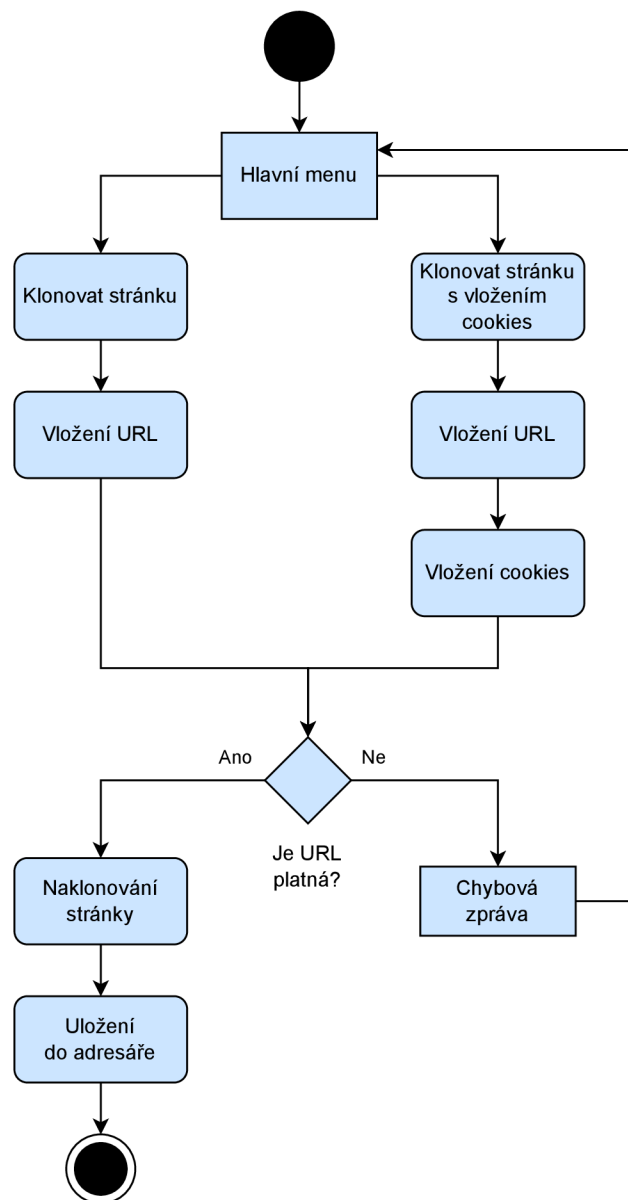 Hlavní menu
Klonovat stránku
Klonovat stránku
s vložením
cookies
Vložení URL
Vložení URL
Vložení cookies
Ano
Ne
Je URL
platná?
Naklonování
stránky
Chybová
zpráva
Uložení
do adresáře